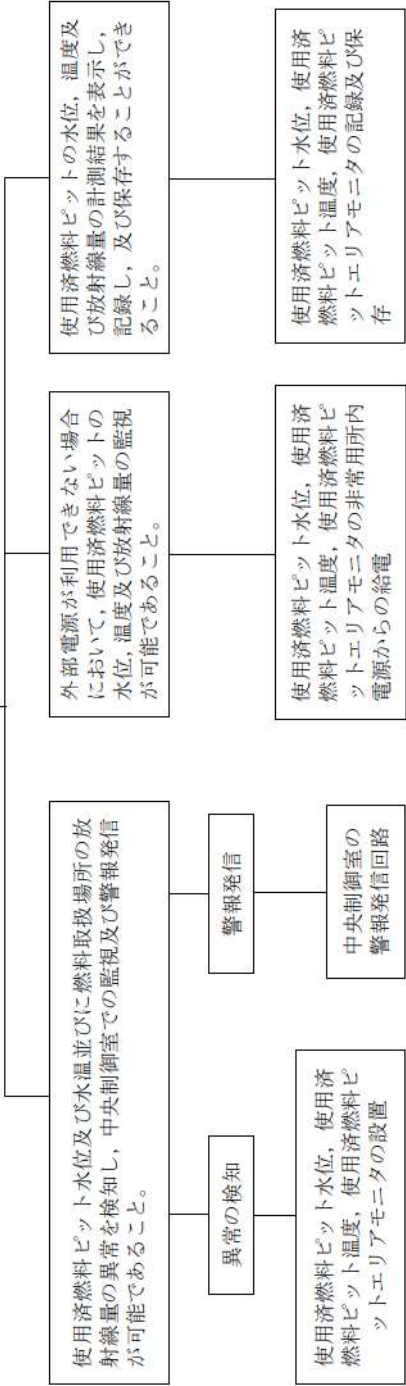 使用済燃料ピット水位及び水温並びに燃料取扱場所の放
射線量の異常を検知し，中央制御室での監視及び警報発信
が可能であること。
異常の検知
使用済燃料ピット水位，使用済
燃料ピット温度，使用済燃料ピ
ットエリアモニタの設置
警報発信
中央制御室の
警報発信回路
外部電源が利用できない場合
において，使用済燃料ピットの
水位，温度及び放射線量の監視
が可能であること。
使用済燃料ピット水位，使用済
燃料ピット温度，使用済燃料ピ
ットエリアモニタの非常用所内
電源からの給電
使用済燃料ピットの水位，温度及
び放射線量の計測結果を表示し，
記録し，及び保存することができ
ること。
使用済燃料ピット水位，使用済
燃料ピット温度，使用済燃料ピ
ットエリアモニタの記録及び保
存